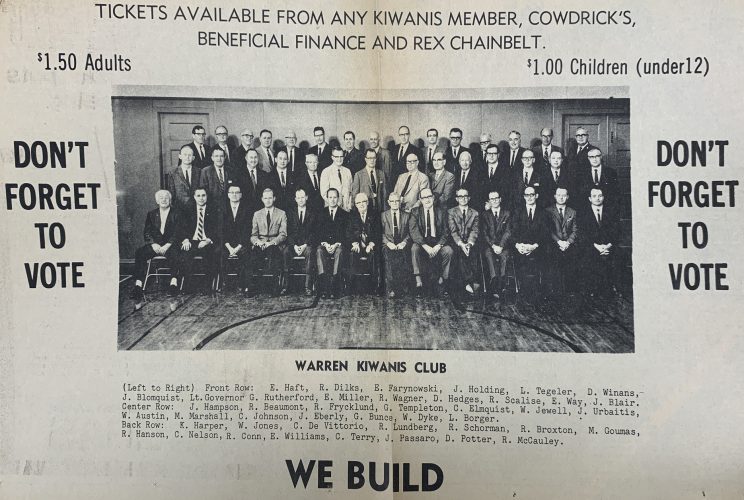 TICKETS AVAILABLE FROM ANY KIWANIS MEMBER, COWDRICK'S,
BENEFICIAL FINANCE AND REX CHAINBELT.
$1.50 Adults
$1.00 Children (under12)
DON'T
FORGET
TO
VOTE
DON'T
FORGET
TO
VOTE
WARREN KIWANIS CLUB
(Left to Right) Front Row: E. Haft, R. Dilks, E. Farynowski, J. Holding, L. Tegeler, D. Winans,
J. Blomquist, Lt.Governor G. Rutherford, E. Miller, R. Wagner, D. Hedges, R. Scalise, E. Way, J. Blair.
Center Row: J. Hampson, R. Beaumont, R. Frycklund, G. Templeton, C. Elmquist, W. Jewell, J. Urbaitis,
W. Austin, M. Marshall, C. Johnson, J. Eberly, G. Bunce, W. Dyke, L. Borger.
Back Row: K. Harper, W. Jones, C. De Vittorio, R. Lundberg, R. Schorman, R. Broxton, M. Goumas,
R. Hanson, C. Nelson, R. Conn, E. Williams, C. Terry, J. Passaro, D. Potter, R. McCauley.
WE BUILD